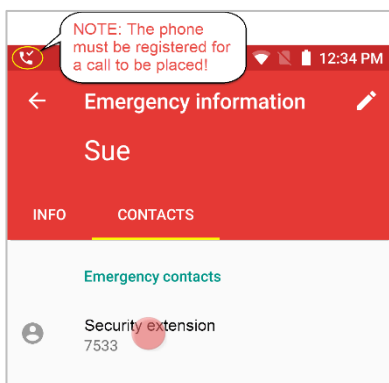 NOTE: The phone
must be registered for
a call to be placed!
12:34 PM
Emergency information
Sue
INFO CONTACTS
Emergency contacts
Security extension
7533